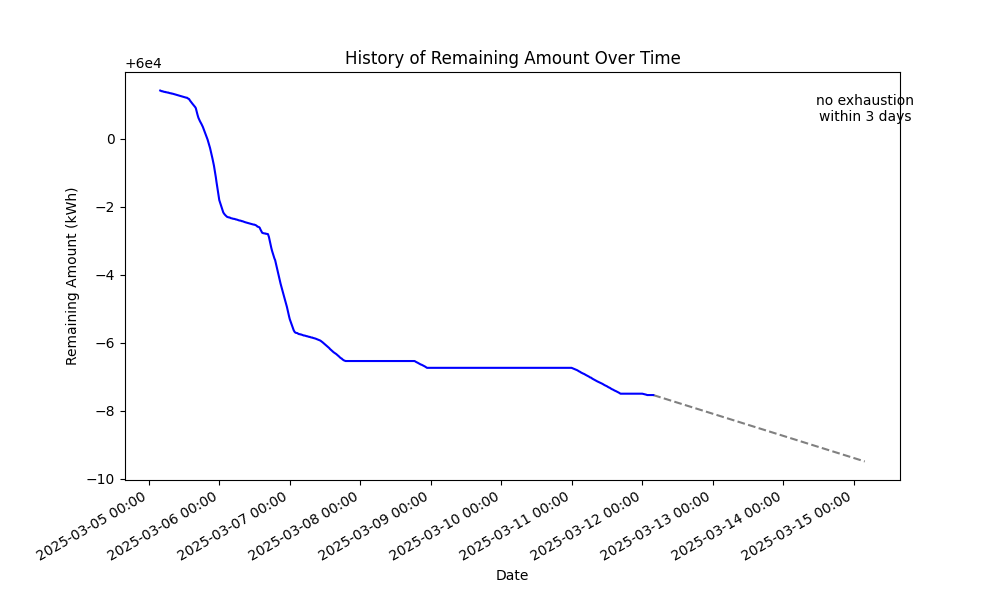 History of Remaining Amount Over Time
+6e4
no exhaustion
within 3 days
0
−2
−4
−6
−8
−10
Remaining Amount (kWh)
2025-03-05 00:00
2025-03-06 00:00
2025-03-07 00:00
2025-03-08 00:00
2025-03-09 00:00
2025-03-10 00:00
2025-03-11 00:00
2025-03-12 00:00
2025-03-13 00:00
2025-03-14 00:00
2025-03-15 00:00
Date